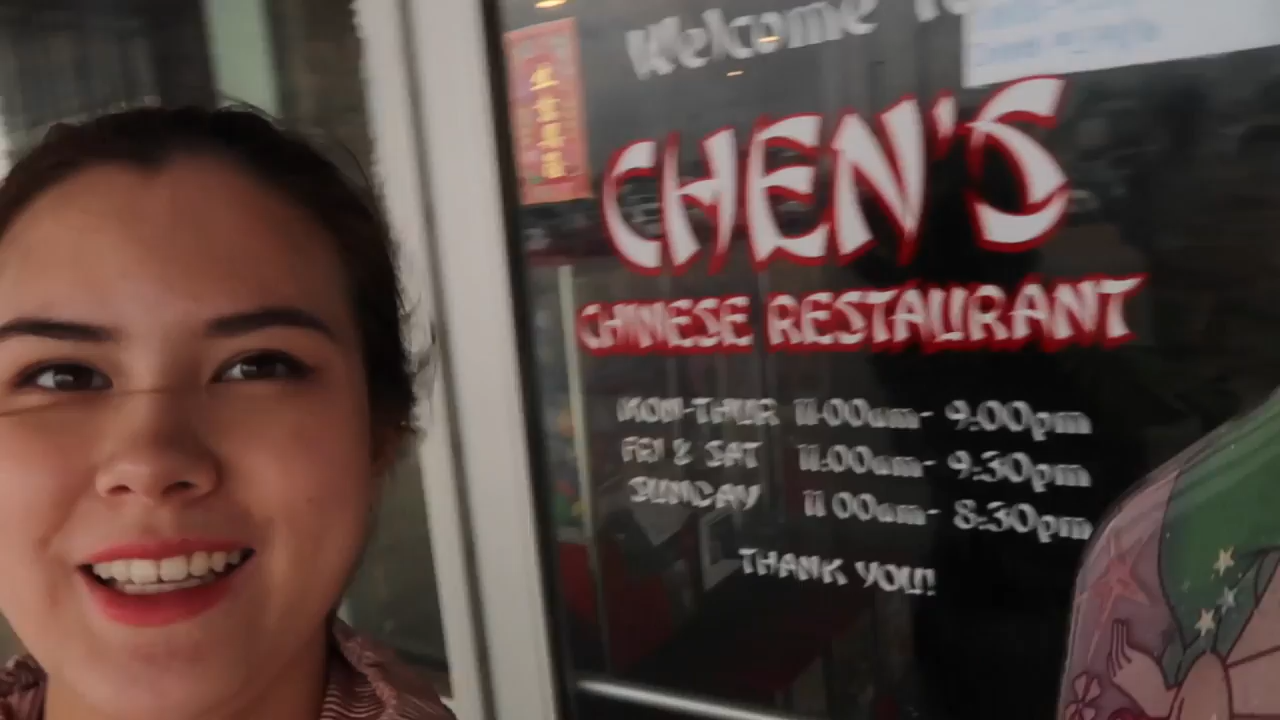 Welcome To
CHEN'S
CHINESE RESTAURANT
MON-THUR 11:00am- 9:00pm
FRI & SAT 11:00am- 9:30pm
SUNDAY 11:00am- 8:30pm
THANK YOU!